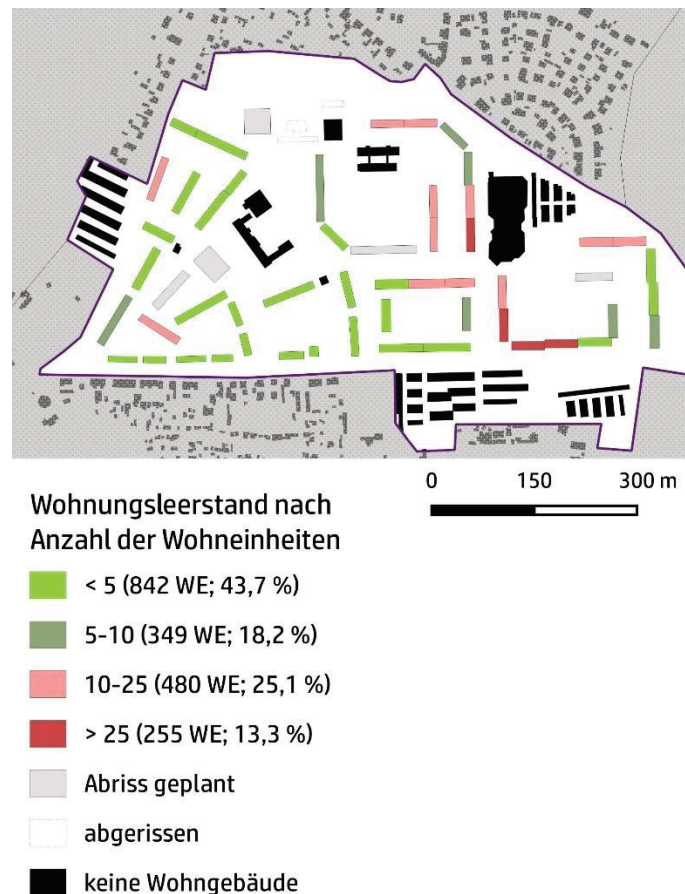 0 150 300 m
Wohnungsleerstand nach
Anzahl der Wohneinheiten
< 5 (842 WE; 43,7 %)
5-10 (349 WE; 18,2 %)
10-25 (480 WE; 25,1 %)
> 25 (255 WE; 13,3 %)
Abriss geplant
abgerissen
keine Wohngebäude